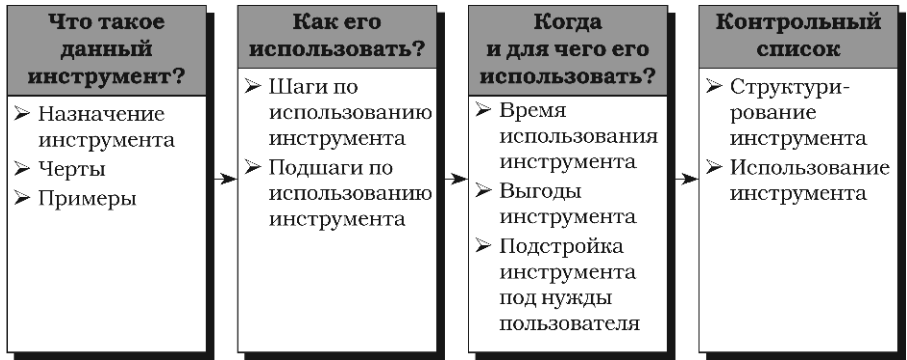 Что такое
данный
инструмент?
➢ Назначение
инструмента
➢ Черты
➢ Примеры
Как его
использовать?
➢ Шаги по
использованию
инструмента
➢ Подшаги по
использованию
инструмента
Когда
и для чего его
использовать?
➢ Время
использования
инструмента
➢ Выгоды
инструмента
➢ Подстройка
инструмента
под нужды
пользователя
Контрольный
список
➢ Структури-
рование
инструмента
➢ Использование
инструмента